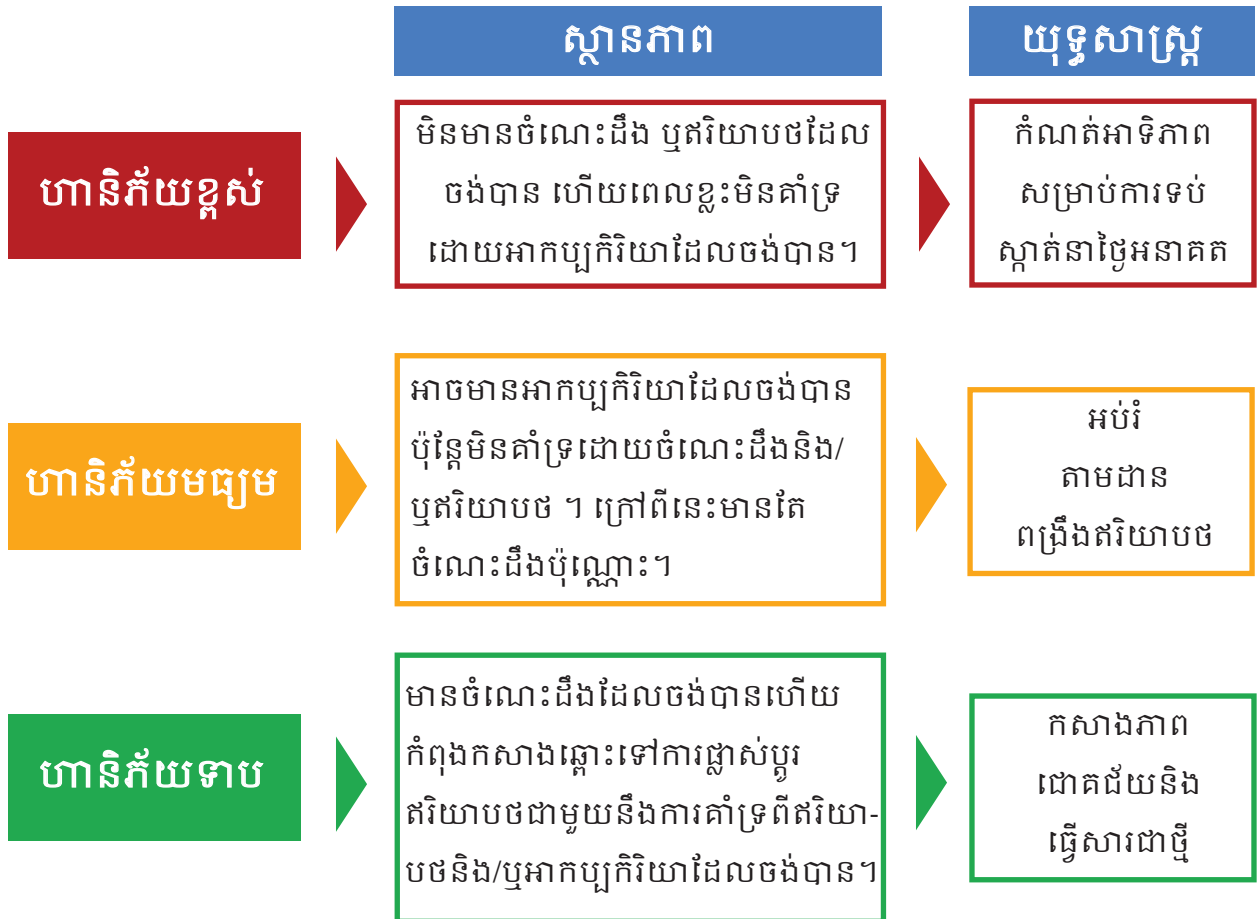 ស្ថានភាព
យុទ្ធសាស្ត្រ
ហានិភ័យខ្ពស់
មិនមានចំណេះដឹង ឬឥរិយាបថដែល
ចង់បាន ហើយពេលខ្លះមិនគាំទ្រ
ដោយអាកប្បកិរិយាដែលចង់បាន។
កំណត់អាទិភាព
សម្រាប់ការទប់
ស្កាត់នាថ្ងៃអនាគត
ហានិភ័យមធ្យម
អាចមានអាកប្បកិរិយាដែលចង់បាន
ប៉ុន្តែមិនគាំទ្រដោយចំណេះដឹងនិង/
ឬឥរិយាបថ ។ ក្រៅពីនេះមានតែ
ចំណេះដឹងប៉ុណ្ណោះ។
អប់រំ
តាមដាន
ពង្រឹងឥរិយាបថ
ហានិភ័យទាប
មានចំណេះដឹងដែលចង់បានហើយ
កំពុងកសាងឆ្ពោះទៅការផ្លាស់ប្តូរ
ឥរិយាបថជាមួយនឹងការគាំទ្រពីឥរិយា-
បថនិង/ឬអាកប្បកិរិយាដែលចង់បាន។
កសាងភាព
ជោគជ័យនិង
ធ្វើសារជាថ្មី